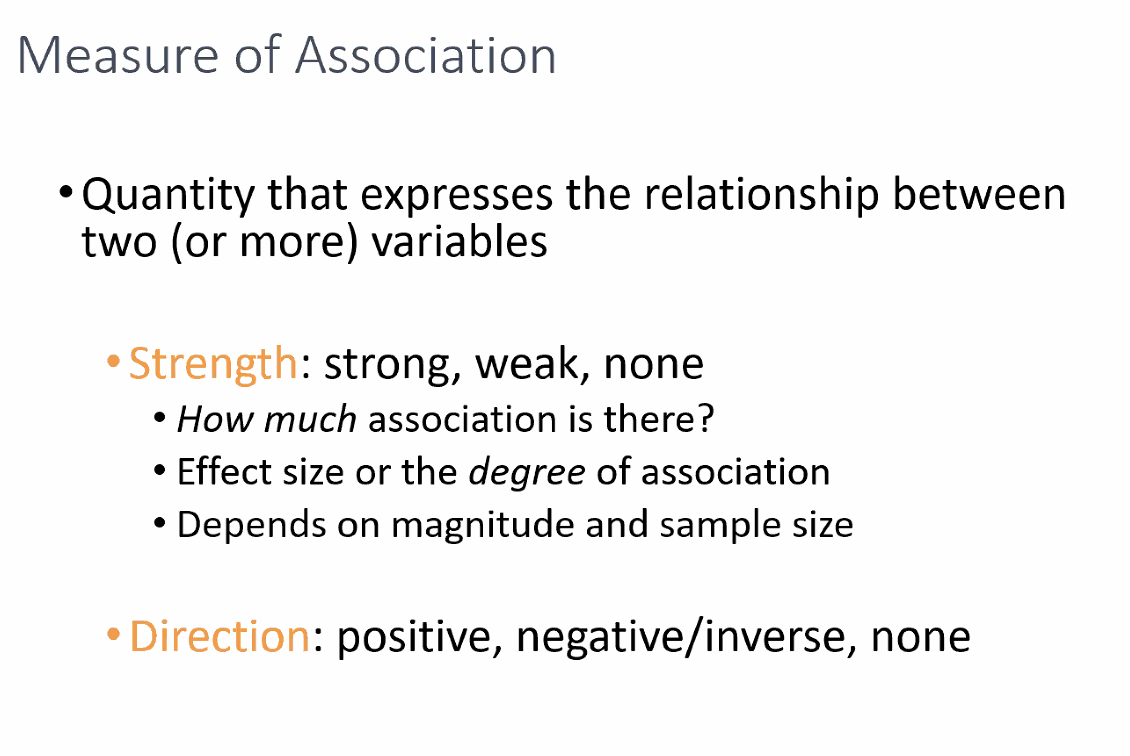 Measure of Association
• Quantity that expresses the relationship between
two (or more) variables
• Strength: strong, weak, none
• How much association is there?
• Effect size or the degree of association
• Depends on magnitude and sample size
• Direction: positive, negative/inverse, none